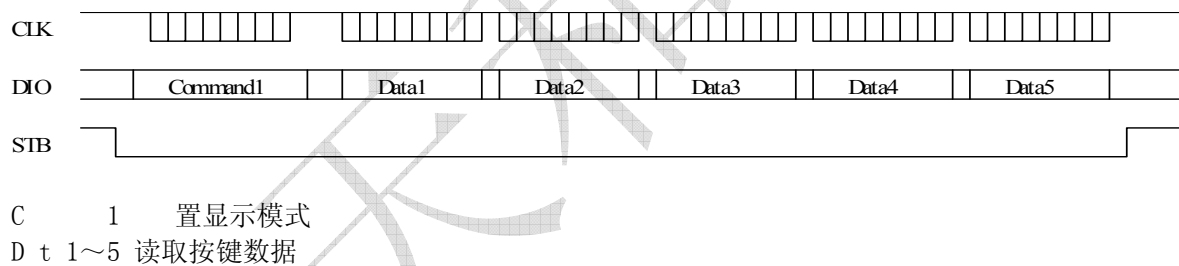 CLK
DIO Command1 Data1 Data2 Data3 Data4 Data5
STB
C 1 置显示模式
D t 1～5 读取按键数据